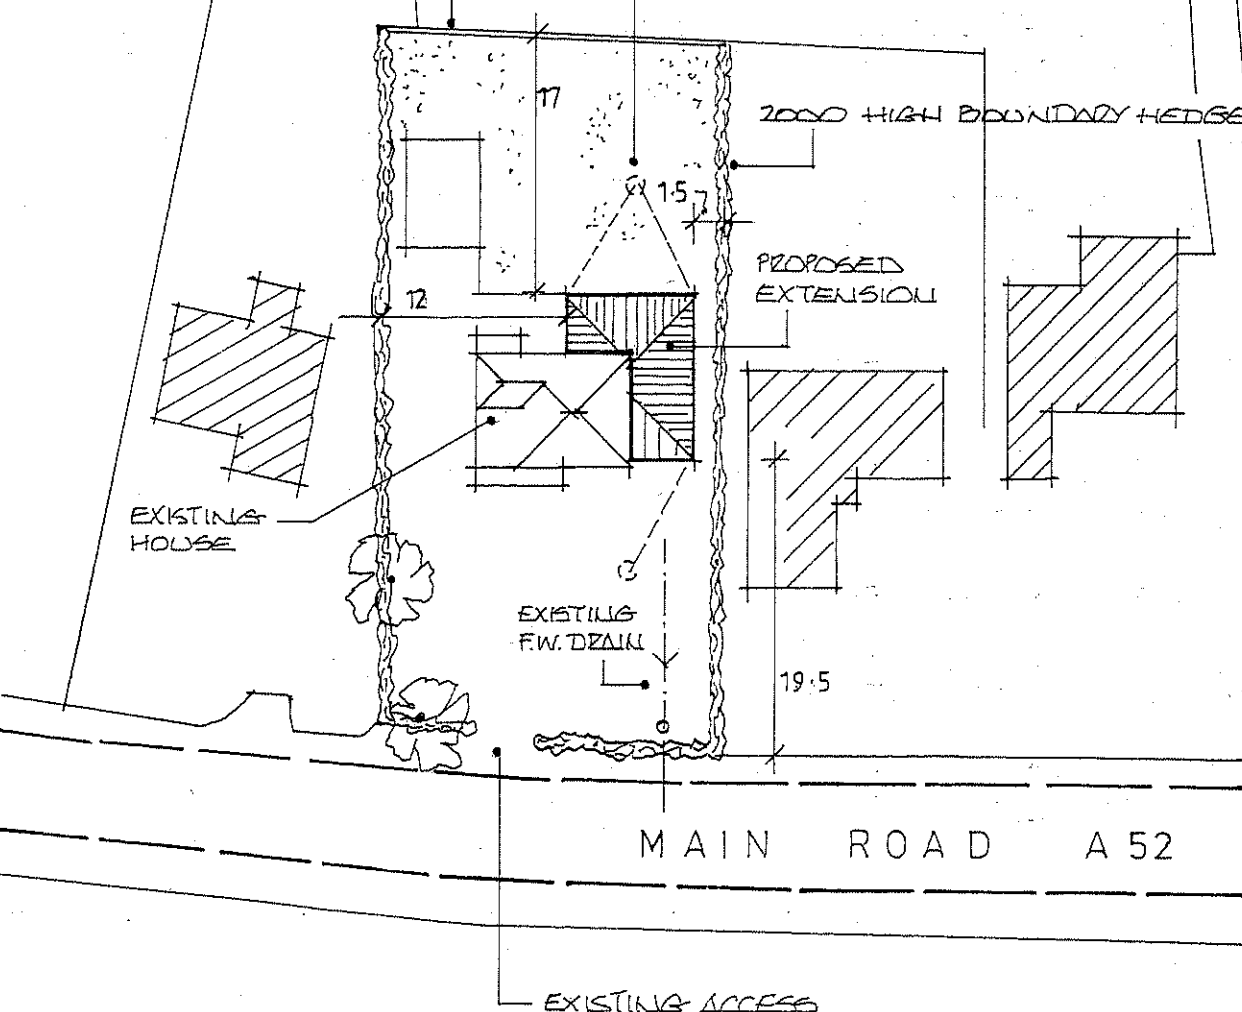 17
2000 HIGH BOUNDARY HEDGE
1·5
PROPOSED
EXTENSION
12
EXISTING
HOUSE
EXISTING
F.W. DRAIN
19·5
MAIN ROAD A52
EXISTING ACCESS